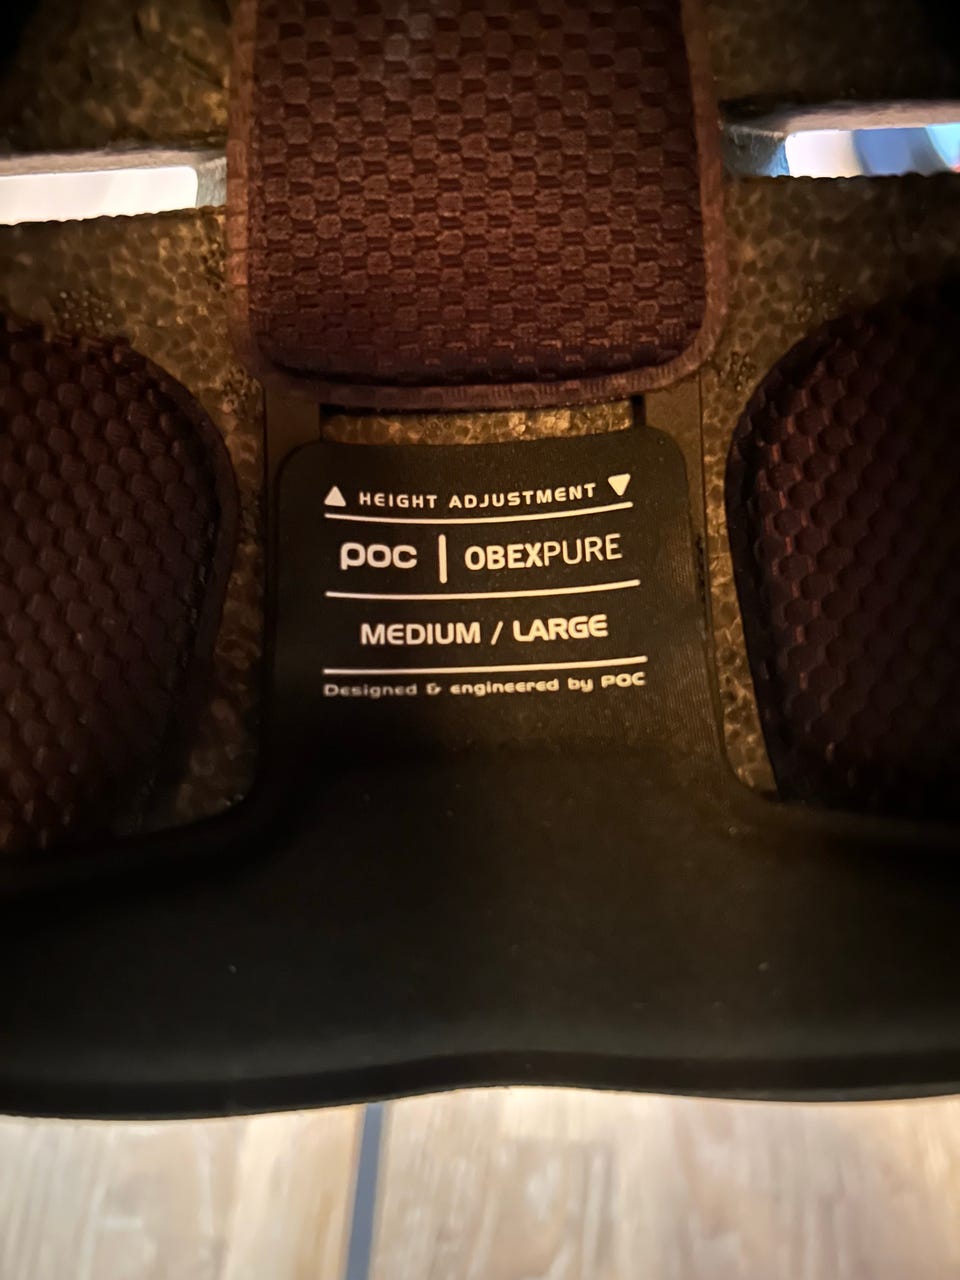 ▲ HEIGHT ADJUSTMENT ▼
POC | OBEXPURE
MEDIUM / LARGE
Designed & engineered by POC